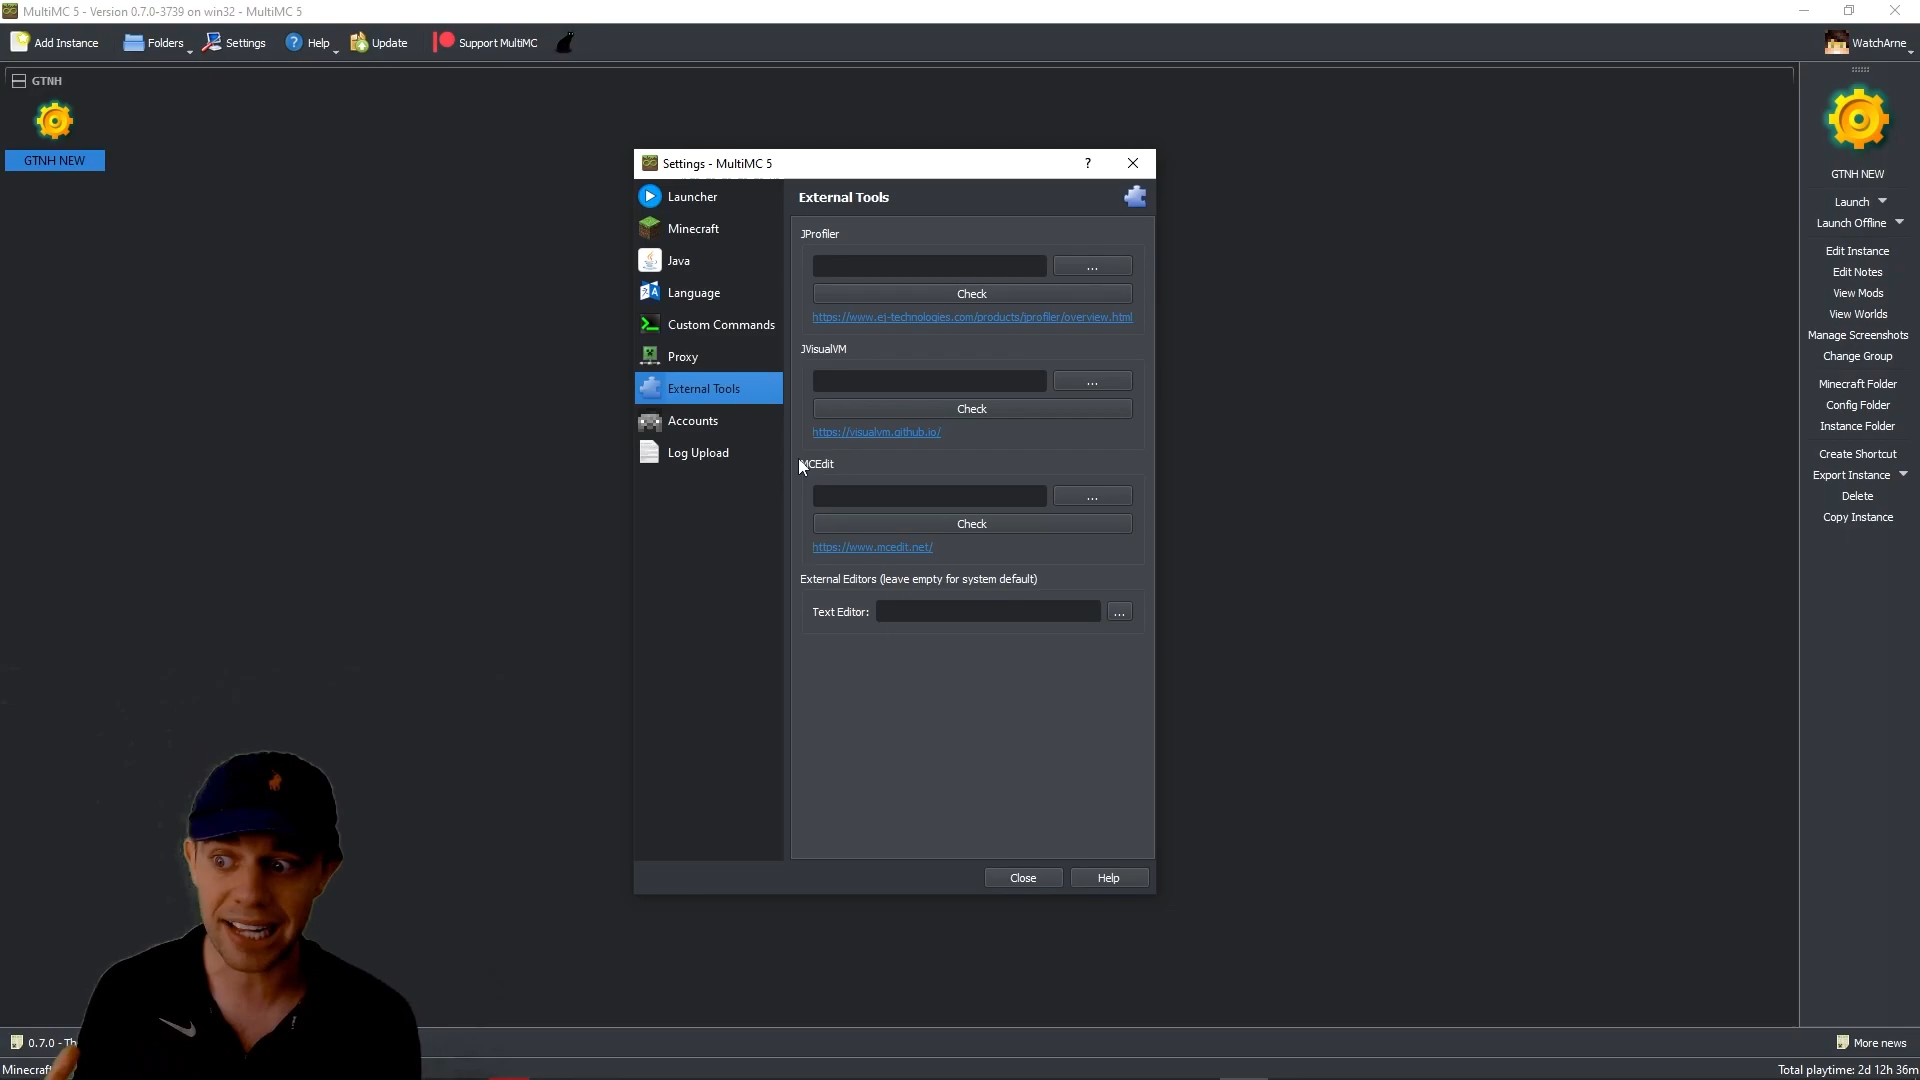 MultiMC 5 - Version 0.7.0-3739 on win32 - MultiMC 5
Add Instance
Folders
Settings
Help
Update
Support MultiMC
WatchArne
GTNH
GTNH NEW
Settings - MultiMC 5
?
Launcher
Minecraft
Java
Language
Custom Commands
Proxy
External Tools
Accounts
Log Upload
External Tools
JProfiler
...
Check
https://www.ej-technologies.com/products/jprofiler/overview.html
JVisualVM
...
Check
https://visualvm.github.io/
MCEdit
...
Check
https://www.mcedit.net/
External Editors (leave empty for system default)
Text Editor:
...
Close
Help
GTNH NEW
Launch
Launch Offline
Edit Instance
Edit Notes
View Mods
View Worlds
Manage Screenshots
Change Group
Minecraft Folder
Config Folder
Instance Folder
Create Shortcut
Export Instance
Delete
Copy Instance
0.7.0 - Th
More news
Minecraft
Total playtime: 2d 12h 36m